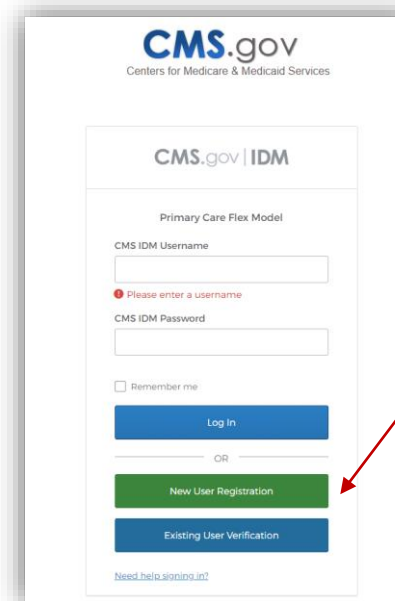 CMS.gov
Centers for Medicare & Medicaid Services
CMS.gov | IDM
Primary Care Flex Model
CMS IDM Username
Please enter a username
CMS IDM Password
Remember me
Log In
OR
New User Registration
Existing User Verification
Need help signing in?